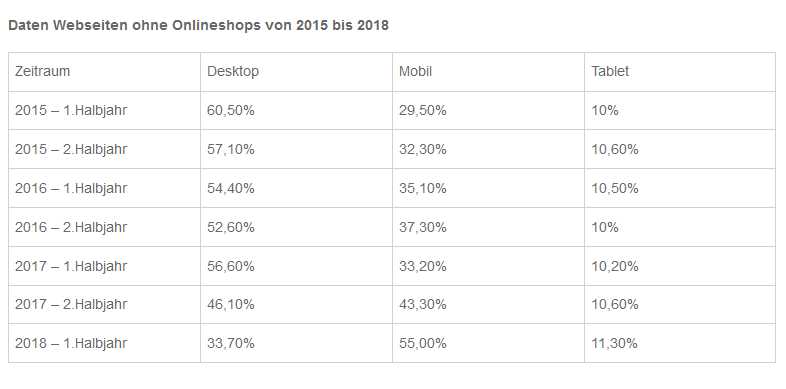 Daten Webseiten ohne Onlineshops von 2015 bis 2018
Zeitraum Desktop Mobil Tablet
2015 – 1.Halbjahr 60,50% 29,50% 10%
2015 – 2.Halbjahr 57,10% 32,30% 10,60%
2016 – 1.Halbjahr 54,40% 35,10% 10,50%
2016 – 2.Halbjahr 52,60% 37,30% 10%
2017 – 1.Halbjahr 56,60% 33,20% 10,20%
2017 – 2.Halbjahr 46,10% 43,30% 10,60%
2018 – 1.Halbjahr 33,70% 55,00% 11,30%